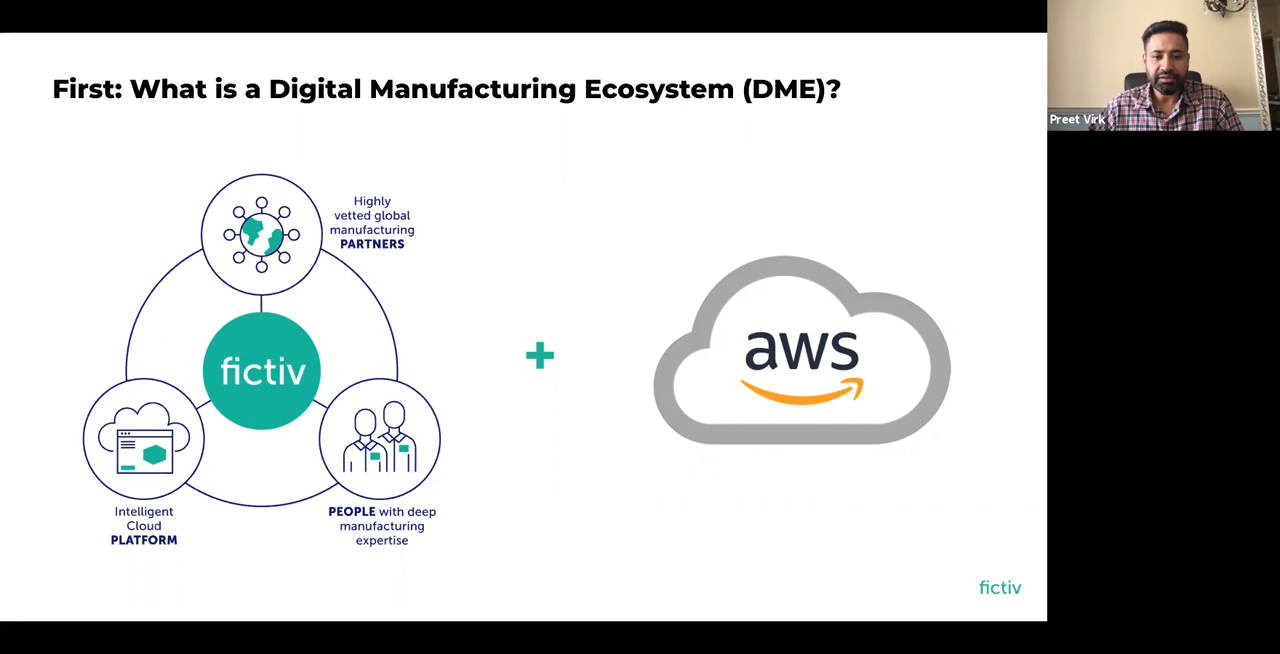 First: What is a Digital Manufacturing Ecosystem (DME)?
Preet Virk
Highly
vetted global
manufacturing
PARTNERS
fictiv
Intelligent
Cloud
PLATFORM
PEOPLE with deep
manufacturing
expertise
+
aws
fictiv